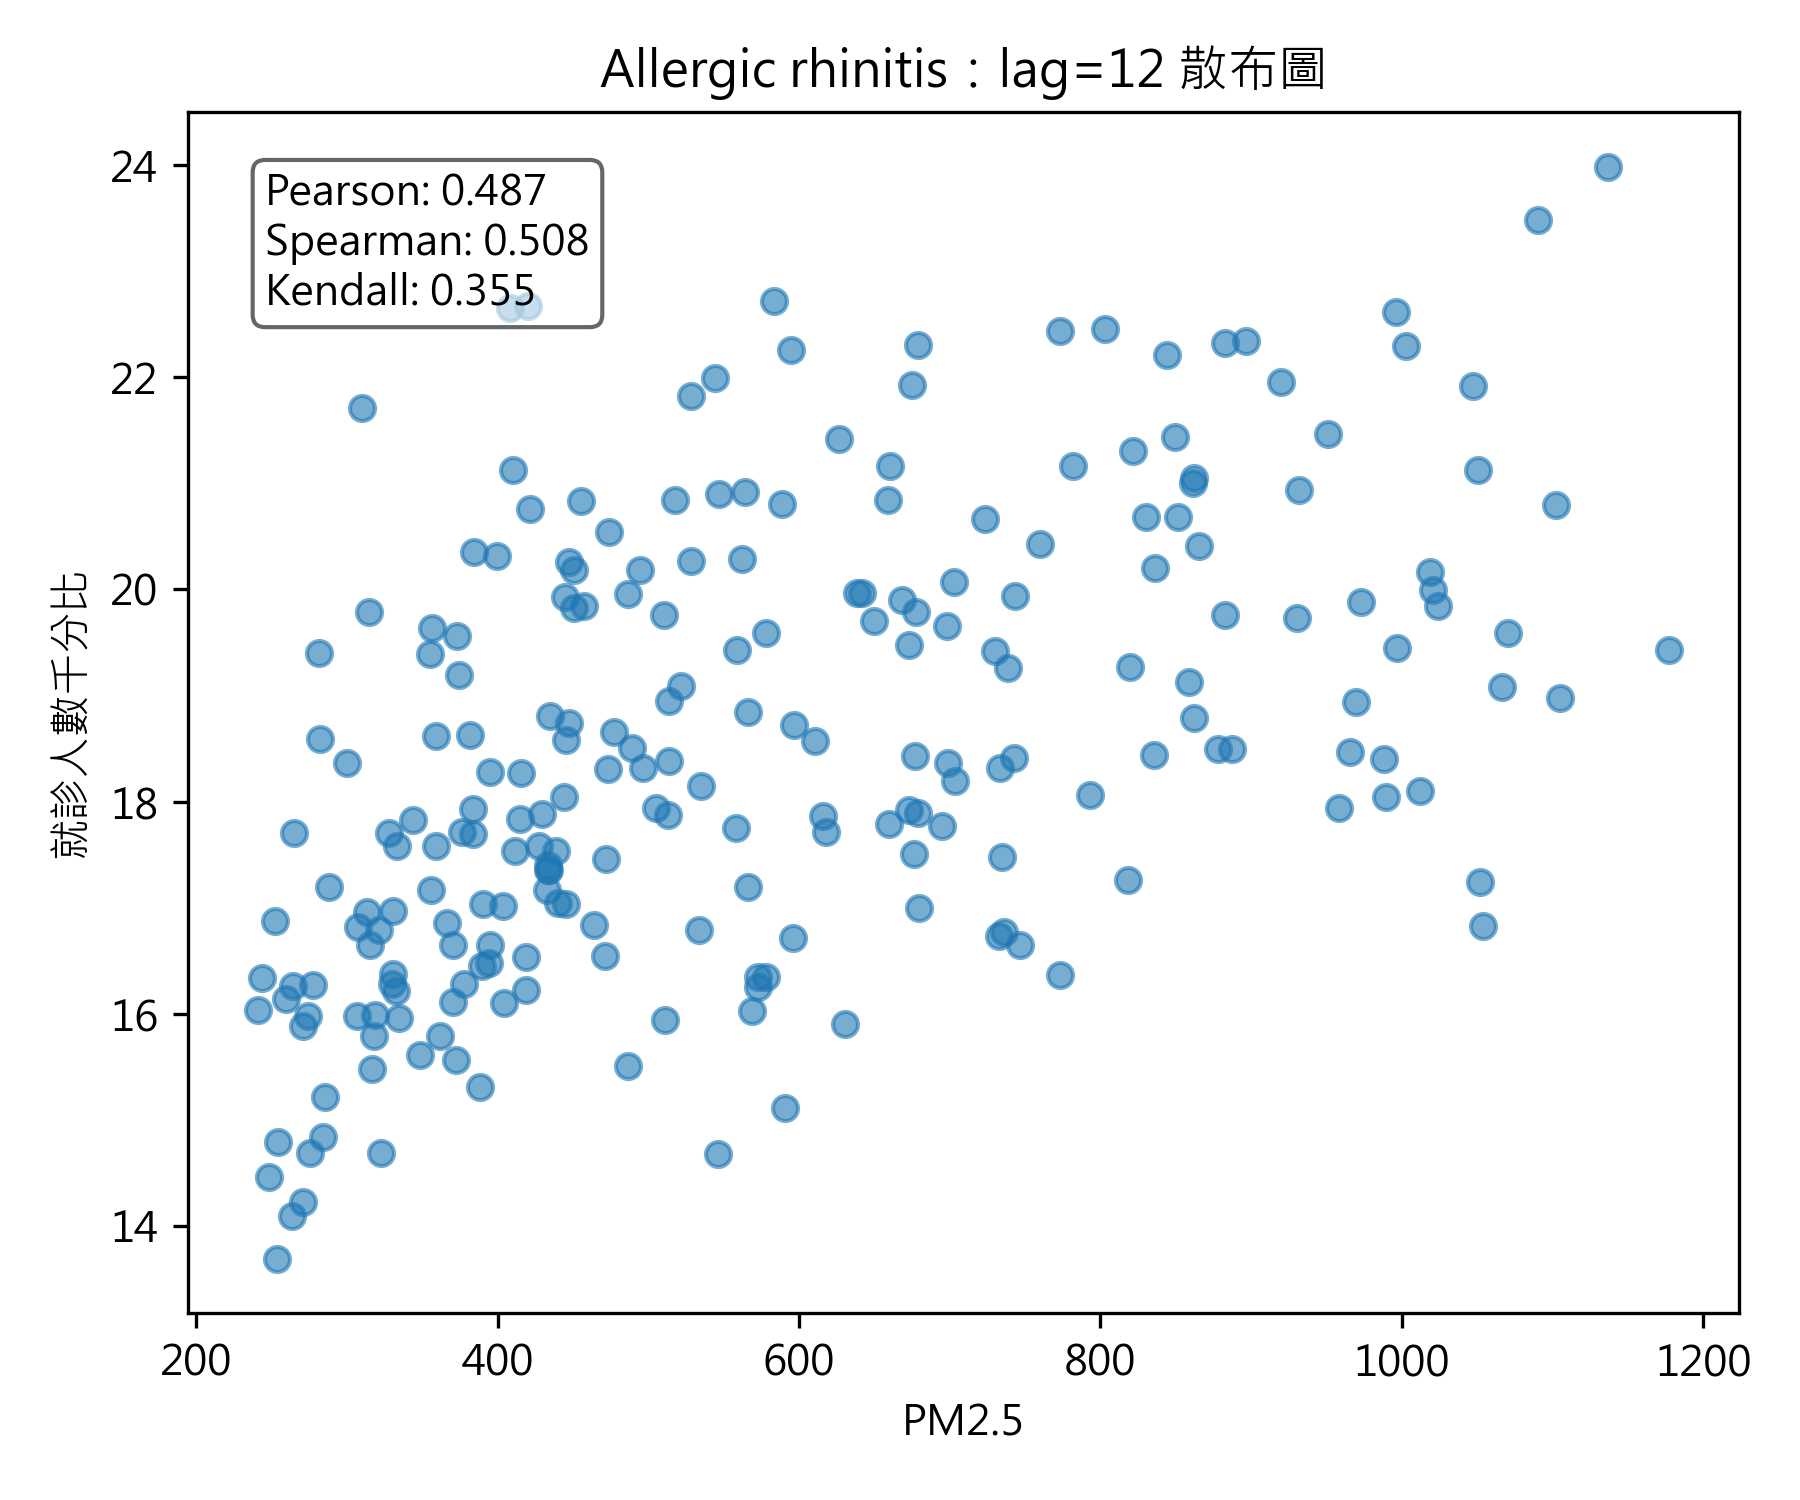 Allergic rhinitis：lag=12 散布圖
Pearson: 0.487
Spearman: 0.508
Kendall: 0.355
24
22
20
18
16
14
就診人數千分比
200 400 600 800 1000 1200
PM2.5